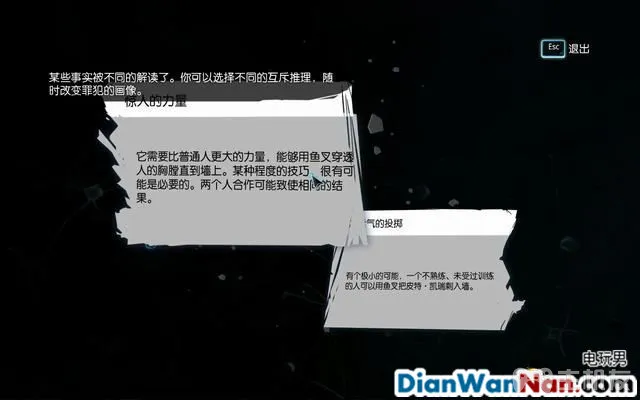 Esc 退出
某些事实被不同的解读了。你可以选择不同的互斥推理，随
时改变罪犯的画像。
惊人的力量
它需要比普通人更大的力量，能够用鱼叉穿透
人的胸膛直到墙上。某种程度的技巧，很有可
能是必要的。两个人合作可能致使相同的结
果。
气的投掷
有个极小的可能，一个不熟练、未受过训练
的人可以用鱼叉把皮特·凯瑞刺入墙。
电玩男
DianWanNan.com